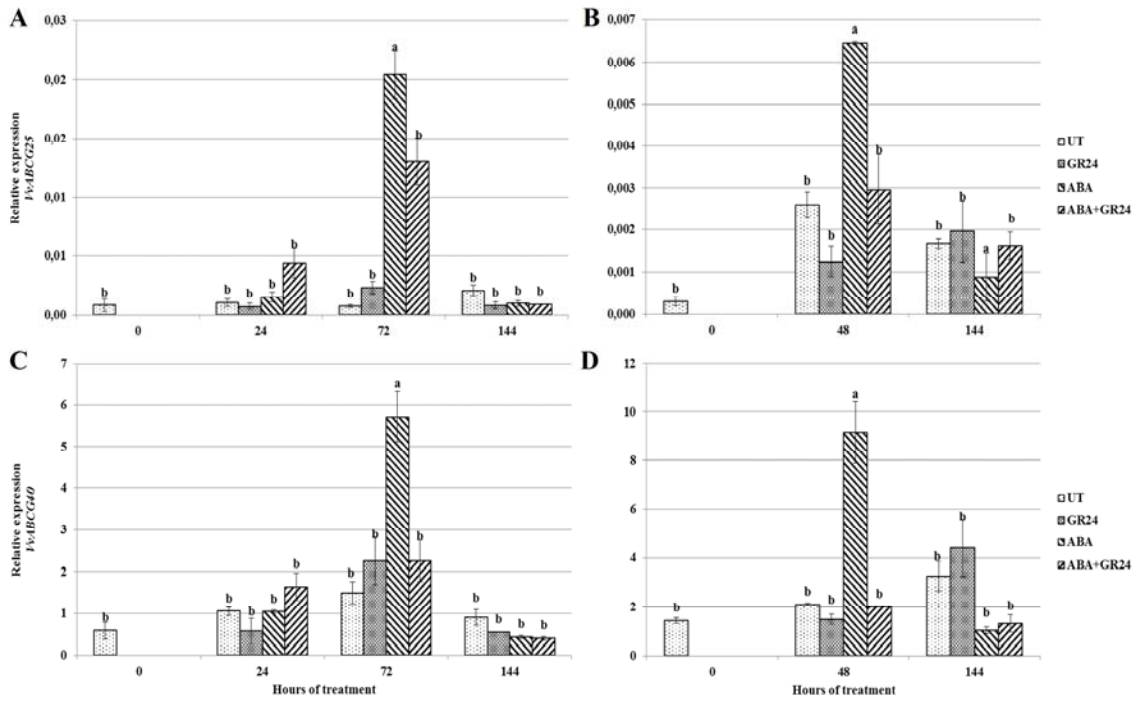 A
Relative expression
VvABCG25
0,03
0,02
0,02
0,01
0,01
0,00
b
b b b b
b b a b
b b b b
0 24 72 144
B
0,007
0,006
0,005
0,004
0,003
0,002
0,001
0,000
b
b b a b
b b a b
0 48 144
UT
GR24
ABA
ABA+GR24
C
Relative expression
VvABCG40
7
6
5
4
3
2
1
0
b
b b b b
b b a b
b b b b
0 24 72 144
Hours of treatment
D
12
10
8
6
4
2
0
b
b b a b
b b b b
0 48 144
Hours of treatment
UT
GR24
ABA
ABA+GR24